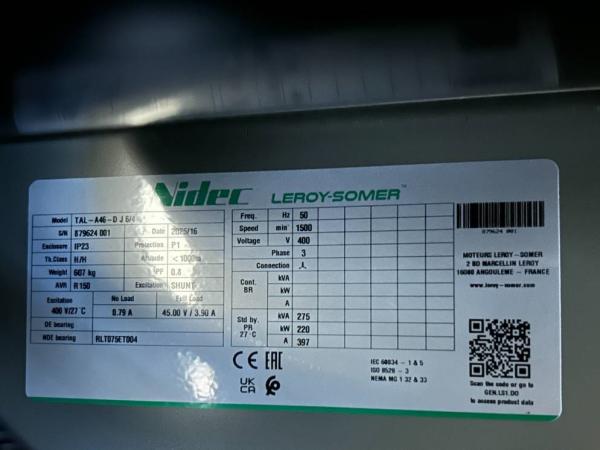 Nidec LEROY-SOMER™
Model TAL-A46-D J 6/4
S/N 879624 001 Date 2025/16
Enclosure IP23 Protection P1
Th.Class H/H Altitude <1000m
Weight 607 kg PF 0.8
AVR R150 Excitation SHUNT
Excitation No Load Full Load
400 V/27°C 0.79 A 45.00 V / 3.90 A
DE bearing
NDE bearing RLT075ET004
Freq. Hz 50
Speed min 1500
Voltage V 400
Phase 3
Connection
Cont. BR kVA
kW
A
Std by. PR 27°C kVA 275
kW 220
A 397
CE EAC
UK CA
IEC 60034 - 1 & 5
ISO 8528 - 3
NEMA MG 1 32 & 33
879624 001
MOTEURS LEROY-SOMER
2 BD MARCELLIN LEROY
16000 ANGOULEME - FRANCE
www.leroy-somer.com
Scan the code or go to
GEN.LS1.DO
to access product data